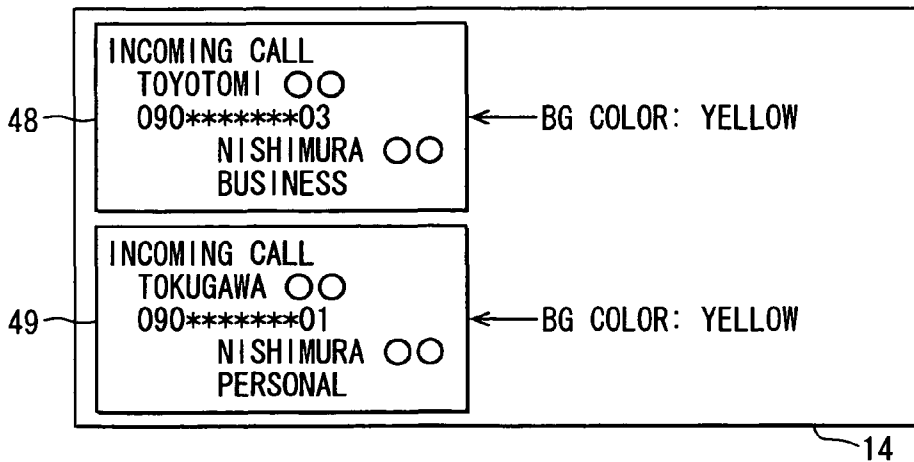 INCOMING CALL
TOYOTOMI ○○
090*******03
NISHIMURA ○○
BUSINESS
48
BG COLOR: YELLOW
INCOMING CALL
TOKUGAWA ○○
090*******01
NISHIMURA ○○
PERSONAL
49
BG COLOR: YELLOW
14